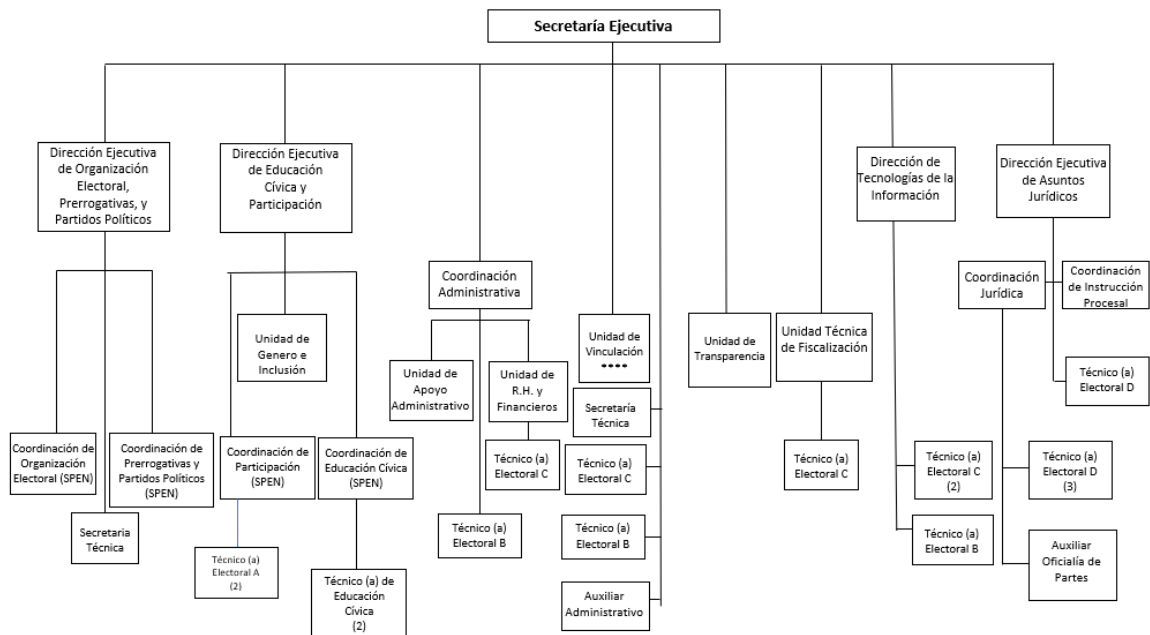 Secretaría Ejecutiva
Dirección Ejecutiva
de Organización
Electoral,
Prerrogativas, y
Partidos Políticos
Dirección Ejecutiva
de Educación
Cívica y
Participación
Dirección de
Tecnologías de la
Información
Dirección Ejecutiva
de Asuntos
Jurídicos
Coordinación
Administrativa
Coordinación
Jurídica
Coordinación
de Instrucción
Procesal
Unidad de
Genero e
Inclusión
Unidad de
Vinculación
****
Unidad de
Transparencia
Unidad Técnica
de Fiscalización
Unidad de
Apoyo
Administrativo
Unidad de
R.H. y
Financieros
Técnico (a)
Electoral D
Secretaría
Técnica
Coordinación de
Organización
Electoral (SPEN)
Coordinación de
Prerrogativas y
Partidos Políticos
(SPEN)
Coordinación de
Participación
(SPEN)
Coordinación de
Educación Cívica
(SPEN)
Técnico (a)
Electoral C
Técnico (a)
Electoral C
Técnico (a)
Electoral C
Técnico (a)
Electoral C
(2)
Técnico (a)
Electoral D
(3)
Secretaria
Técnica
Técnico (a)
Electoral B
Técnico (a)
Electoral B
Técnico (a)
Electoral B
Auxiliar
Oficialía de
Partes
Técnico (a)
Electoral A
(2)
Técnico (a) de
Educación
Cívica
(2)
Auxiliar
Administrativo